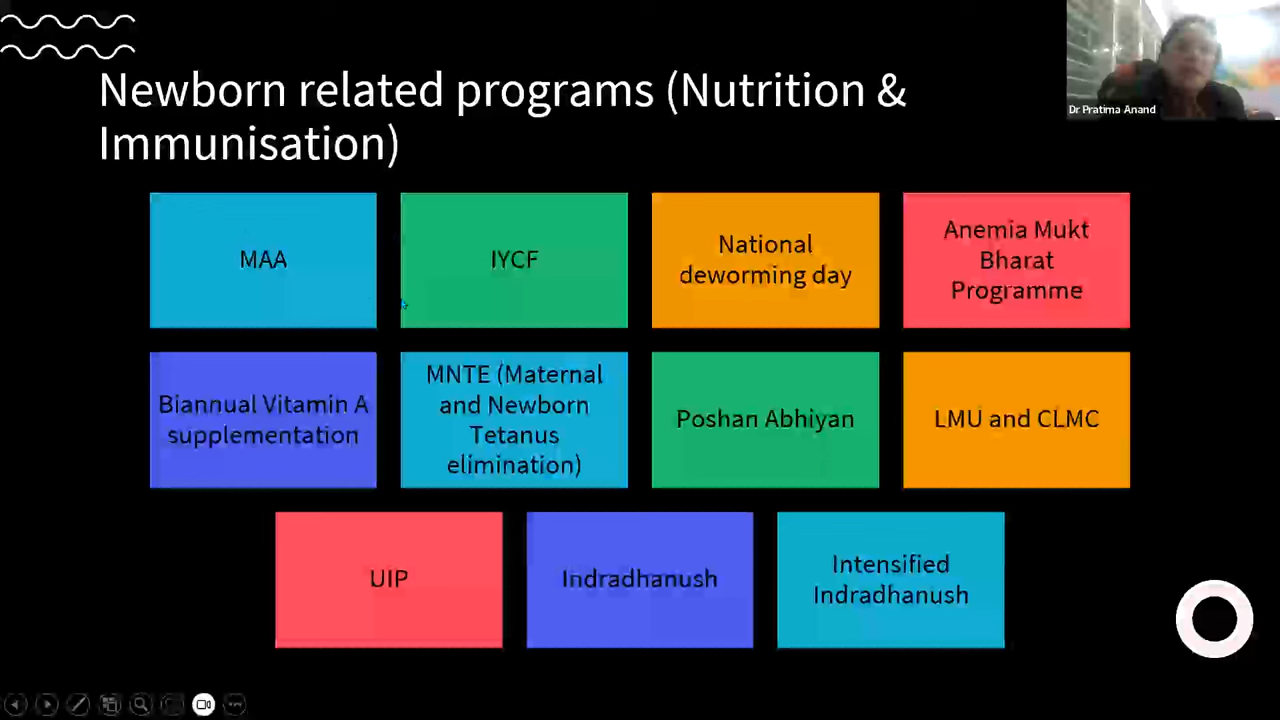 Newborn related programs (Nutrition &
Immunisation)
Dr Pratima Anand
MAA
IYCF
National
deworming day
Anemia Mukt
Bharat
Programme
Biannual Vitamin A
supplementation
MNTE (Maternal
and Newborn
Tetanus
elimination)
Poshan Abhiyan
LMU and CLMC
UIP
Indradhanush
Intensified
Indradhanush